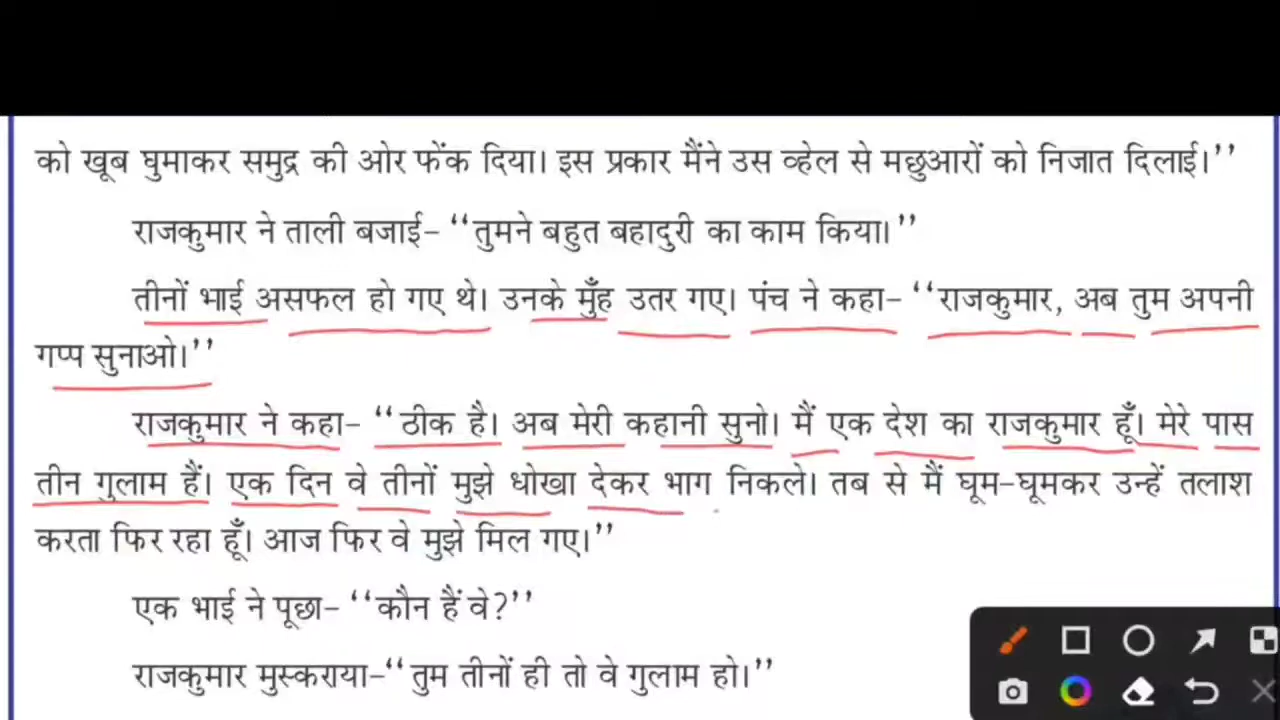 को खूब घुमाकर समुद्र की ओर फेंक दिया। इस प्रकार मैंने उस व्हेल से मछुआरों को निजात दिलाई।’’
राजकुमार ने ताली बजाई– ‘‘तुमने बहुत बहादुरी का काम किया।’’
तीनों भाई असफल हो गए थे। उनके मुँह उतर गए। पंच ने कहा– ‘‘राजकुमार, अब तुम अपनी
गप्प सुनाओ।’’
राजकुमार ने कहा– ‘‘ठीक है। अब मेरी कहानी सुनो। मैं एक देश का राजकुमार हूँ। मेरे पास
तीन गुलाम हैं। एक दिन वे तीनों मुझे धोखा देकर भाग निकले। तब से मैं घूम-घूमकर उन्हें तलाश
करता फिर रहा हूँ। आज फिर वे मुझे मिल गए।’’
एक भाई ने पूछा– ‘‘कौन हैं वे?’’
राजकुमार मुस्कराया–‘‘तुम तीनों ही तो वे गुलाम हो।’’